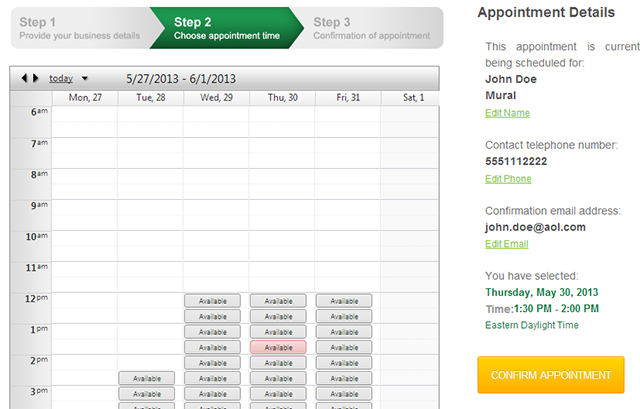 Step 1
Provide your business details
Step 2
Choose appointment time
Step 3
Confirmation of appointment
today
5/27/2013 - 6/1/2013
Mon, 27 Tue, 28 Wed, 29 Thu, 30 Fri, 31 Sat, 1
6am
7am
8am
9am
10am
11am
12pm
Available Available Available
Available Available Available
1pm
Available Available Available
Available Available Available
2pm
Available Available Available
Available Available Available Available
3pm
Available Available Available Available
Available Available Available Available
Appointment Details
This appointment is current
being scheduled for:
John Doe
Mural
Edit Name
Contact telephone number:
5551112222
Edit Phone
Confirmation email address:
john.doe@aol.com
Edit Email
You have selected:
Thursday, May 30, 2013
Time:1:30 PM - 2:00 PM
Eastern Daylight Time
CONFIRM APPOINTMENT